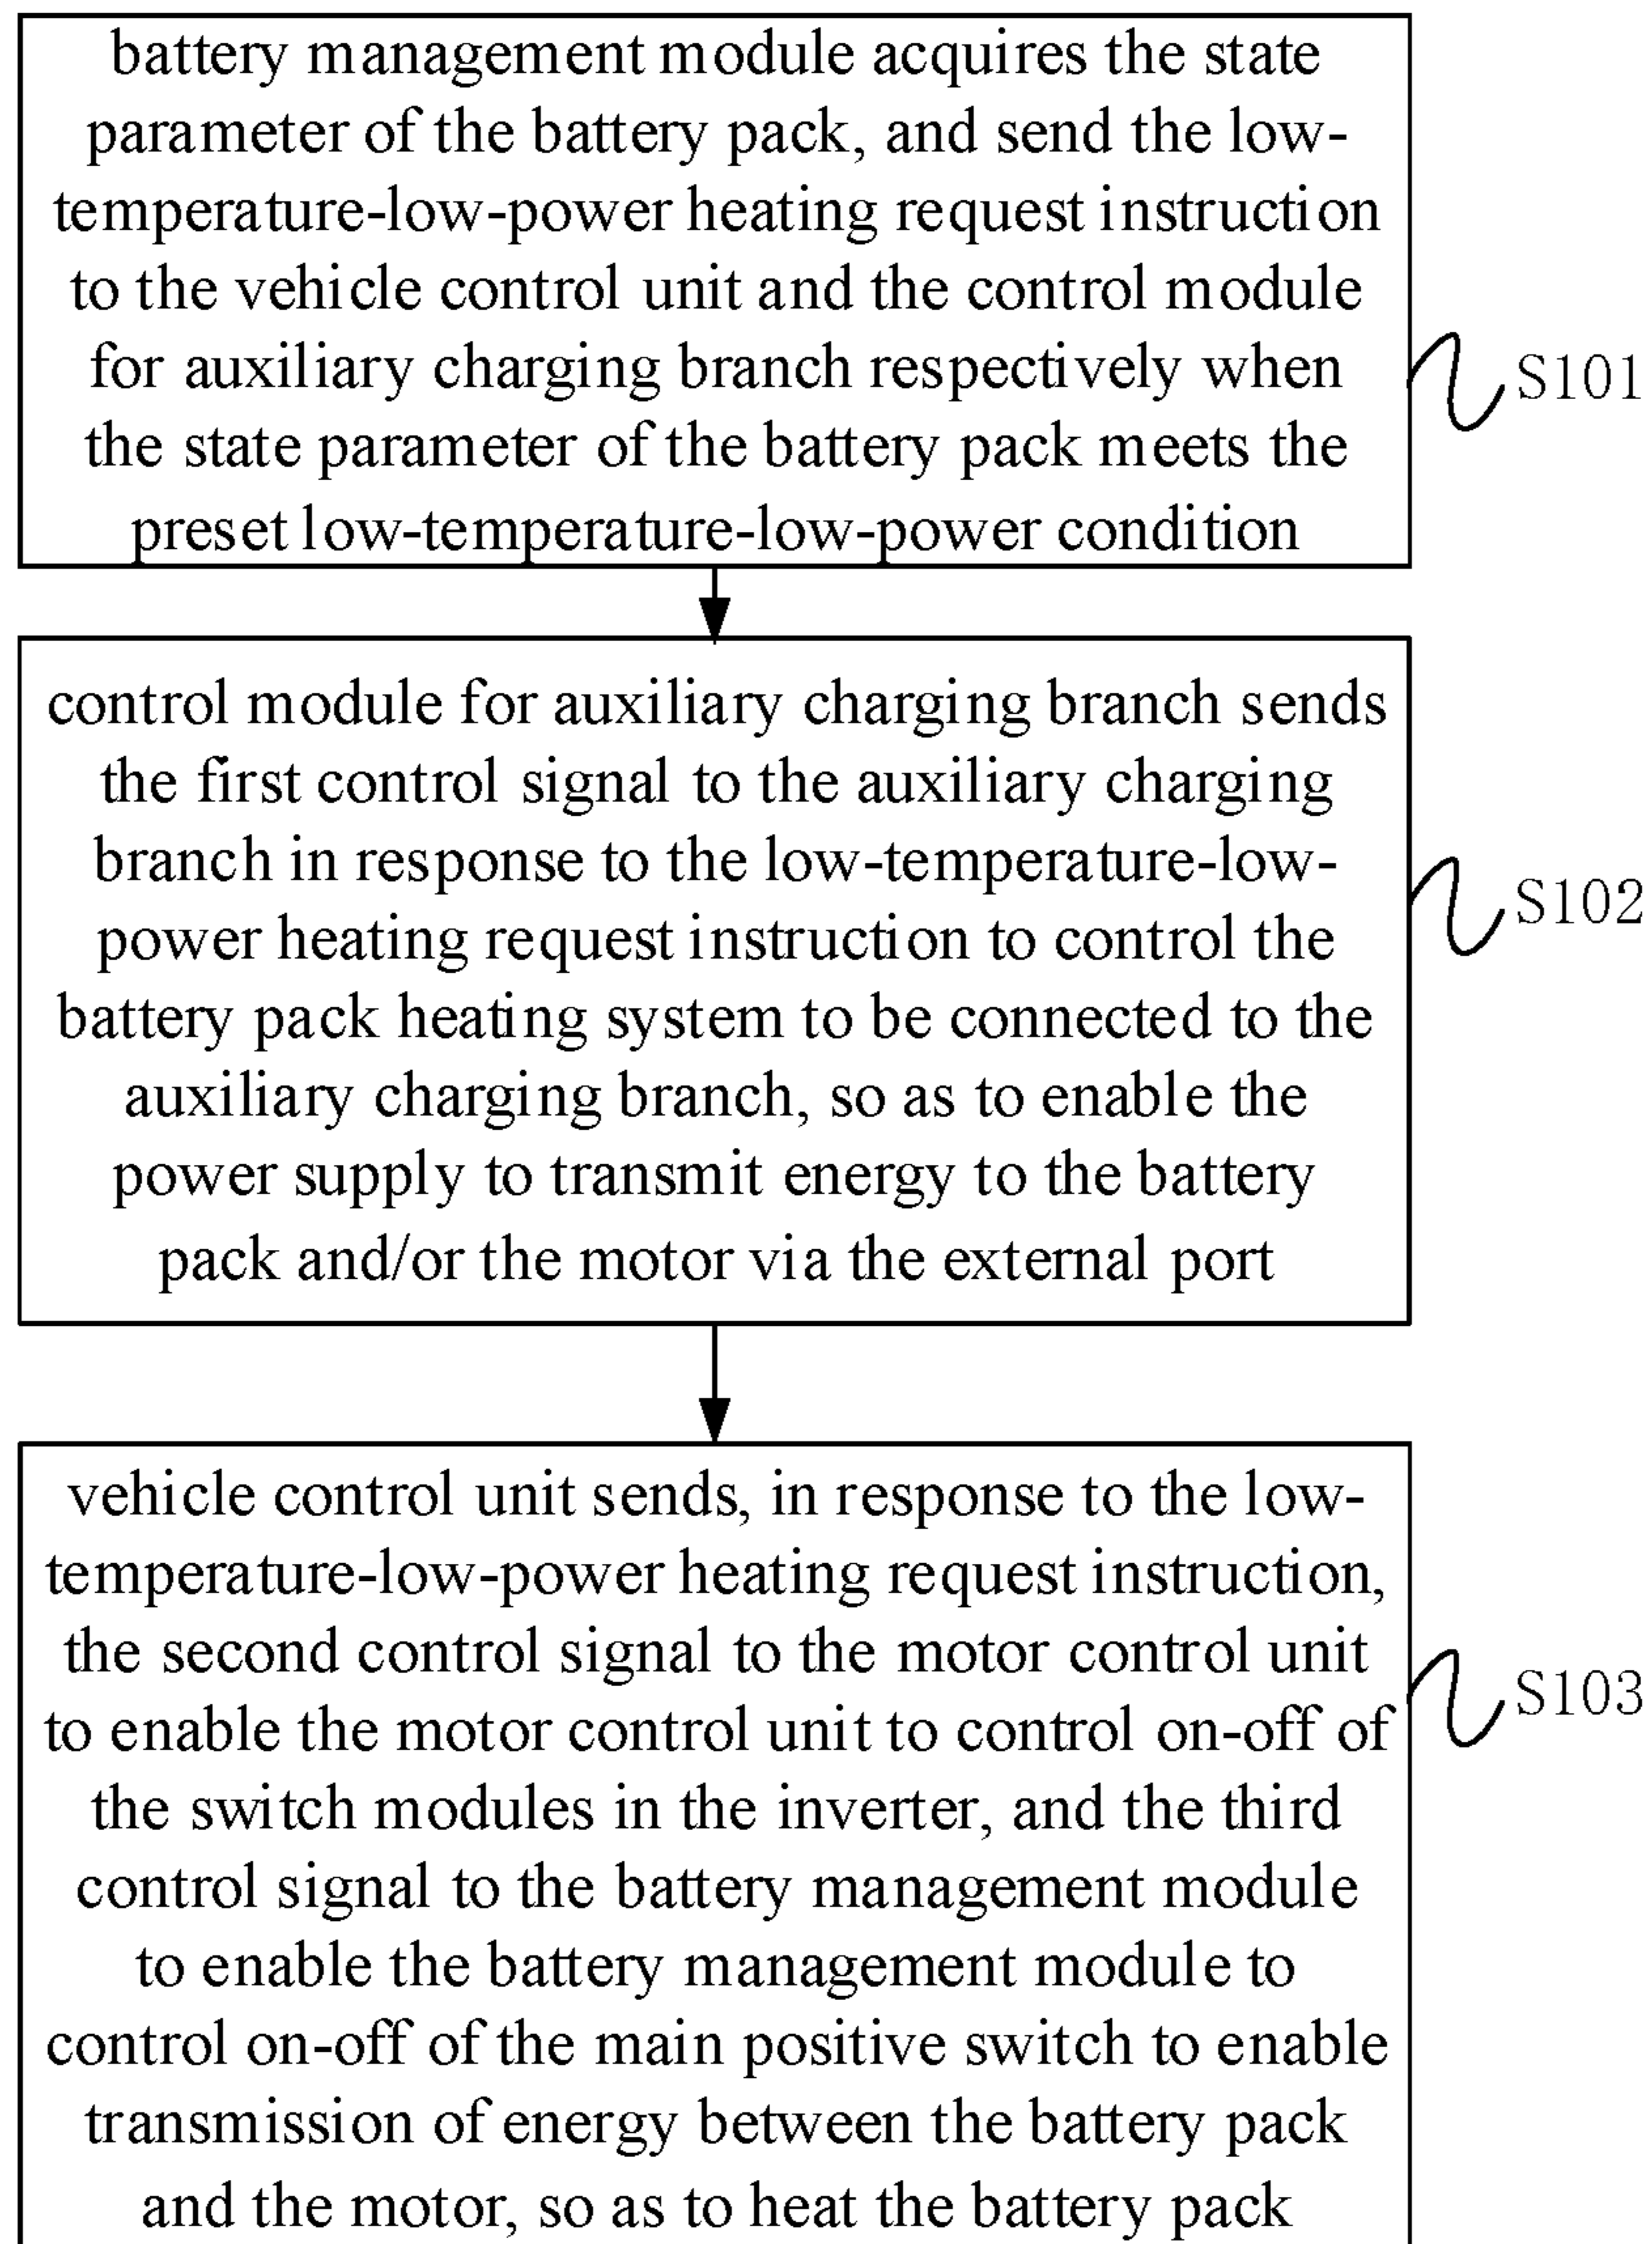 battery management module acquires the state
parameter of the battery pack, and send the low-
temperature-low-power heating request instruction
to the vehicle control unit and the control module
for auxiliary charging branch respectively when
the state parameter of the battery pack meets the
preset low-temperature-low-power condition
S101
control module for auxiliary charging branch sends
the first control signal to the auxiliary charging
branch in response to the low-temperature-low-
power heating request instruction to control the
battery pack heating system to be connected to the
auxiliary charging branch, so as to enable the
power supply to transmit energy to the battery
pack and/or the motor via the external port
S102
vehicle control unit sends, in response to the low-
temperature-low-power heating request instruction,
the second control signal to the motor control unit
to enable the motor control unit to control on-off of
the switch modules in the inverter, and the third
control signal to the battery management module
to enable the battery management module to
control on-off of the main positive switch to enable
transmission of energy between the battery pack
and the motor, so as to heat the battery pack
S103